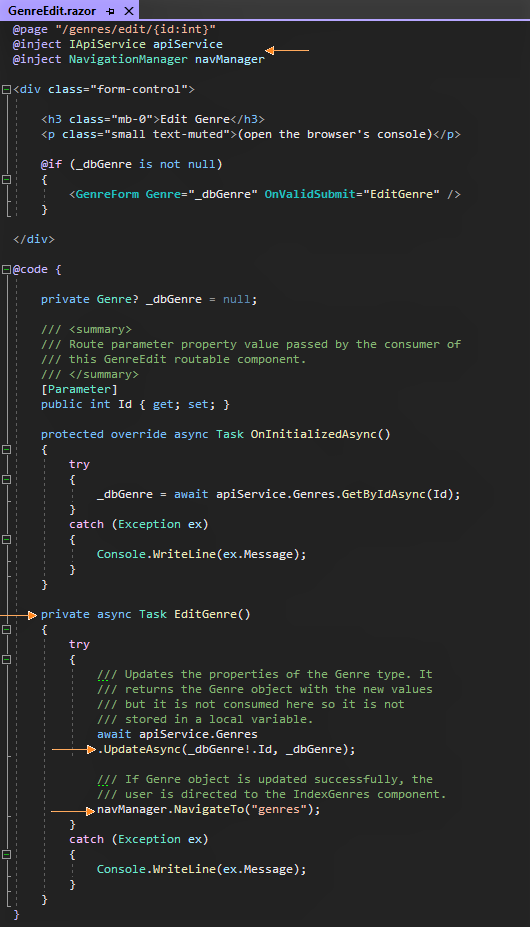 GenreEdit.razor
@page "/genres/edit/{id:int}"
@inject IApiService apiService
@inject NavigationManager navManager
<div class="form-control">
<h3 class="mb-0">Edit Genre</h3>
<p class="small text-muted">(open the browser's console)</p>
@if (_dbGenre is not null)
{
<GenreForm Genre="_dbGenre" OnValidSubmit="EditGenre" />
}
</div>
@code {
private Genre? _dbGenre = null;
/// <summary>
/// Route parameter property value passed by the consumer of
/// this GenreEdit routable component.
/// </summary>
[Parameter]
public int Id { get; set; }
protected override async Task OnInitializedAsync()
{
try
{
_dbGenre = await apiService.Genres.GetByIdAsync(Id);
}
catch (Exception ex)
{
Console.WriteLine(ex.Message);
}
}
private async Task EditGenre()
{
try
{
/// Updates the properties of the Genre type. It
/// returns the Genre object with the new values
/// but it is not consumed here so it is not
/// stored in a local variable.
await apiService.Genres
.UpdateAsync(_dbGenre!.Id, _dbGenre);
/// If Genre object is updated successfully, the
/// user is directed to the IndexGenres component.
navManager.NavigateTo("genres");
}
catch (Exception ex)
{
Console.WriteLine(ex.Message);
}
}
}